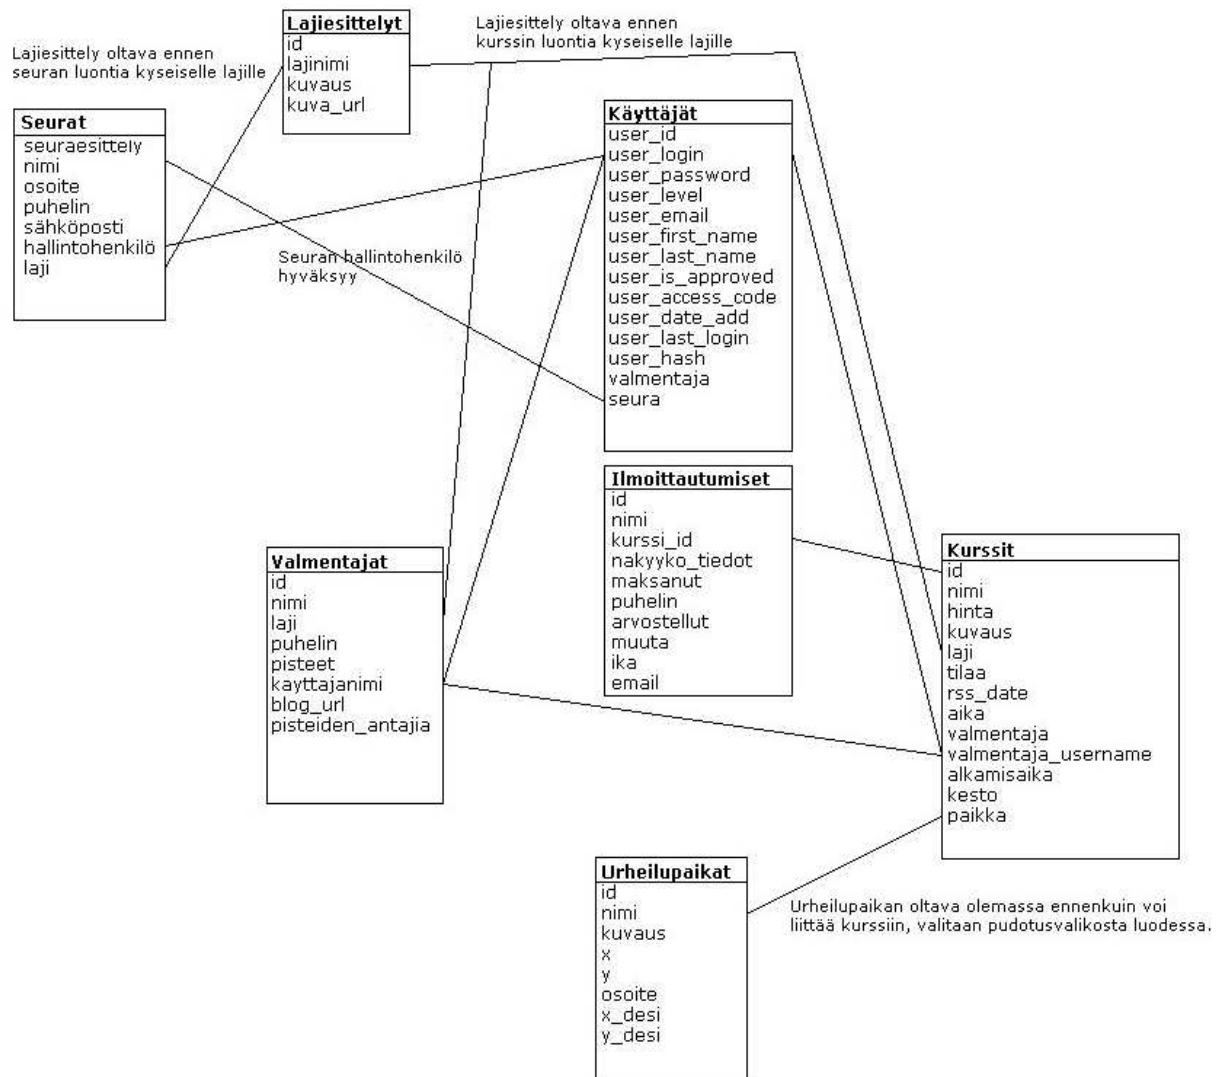 Lajiesittely oltava ennen
seuran luontia kyseiselle lajille
Lajiesittelyt
id
lajinimi
kuvaus
kuva_url
Lajiesittely oltava ennen
kurssin luontia kyseiselle lajille
Seurat
seuraesittely
nimi
osoite
puhelin
sähköposti
hallintohenkilö
laji
Seuran hallintohenkilö
hyväksyy
Käyttäjät
user_id
user_login
user_password
user_level
user_email
user_first_name
user_last_name
user_is_approved
user_access_code
user_date_add
user_last_login
user_hash
valmentaja
seura
Ilmoittautumiset
id
nimi
kurssi_id
nakyyko_tiedot
maksanut
puhelin
arvostellut
muuta
ika
email
Valmentajat
id
nimi
laji
puhelin
pisteet
kayttajanimi
blog_url
pisteiden_antajia
Kurssit
id
nimi
hinta
kuvaus
laji
tilaa
rss_date
aika
valmentaja
valmentaja_username
alkamisaika
kesto
paikka
Urheilupaikat
id
nimi
kuvaus
x
y
osoite
x_desi
y_desi
Urheilupaikan oltava olemassa ennenkuin voi
liittää kurssiin, valitaan pudotusvalikosta luodessa.